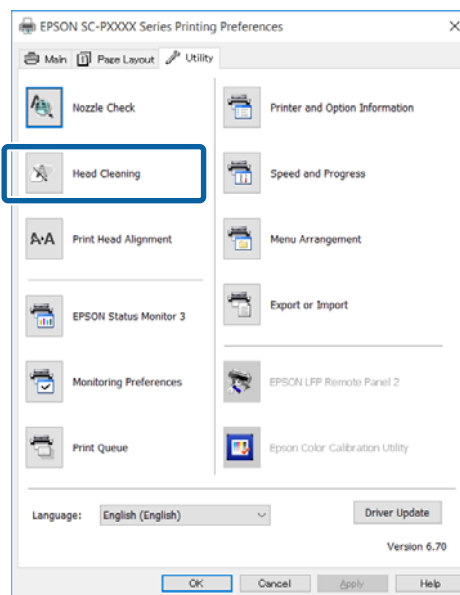 EPSON SC-PXXXX Series Printing Preferences
Main Page Layout Utility
Nozzle Check
Printer and Option Information
Head Cleaning
Speed and Progress
A·A Print Head Alignment
Menu Arrangement
EPSON Status Monitor 3
Export or Import
Monitoring Preferences
EPSON LFP Remote Panel 2
Print Queue
Epson Color Calibration Utility
Language: English (English)
Driver Update
Version 6.70
OK Cancel Apply Help